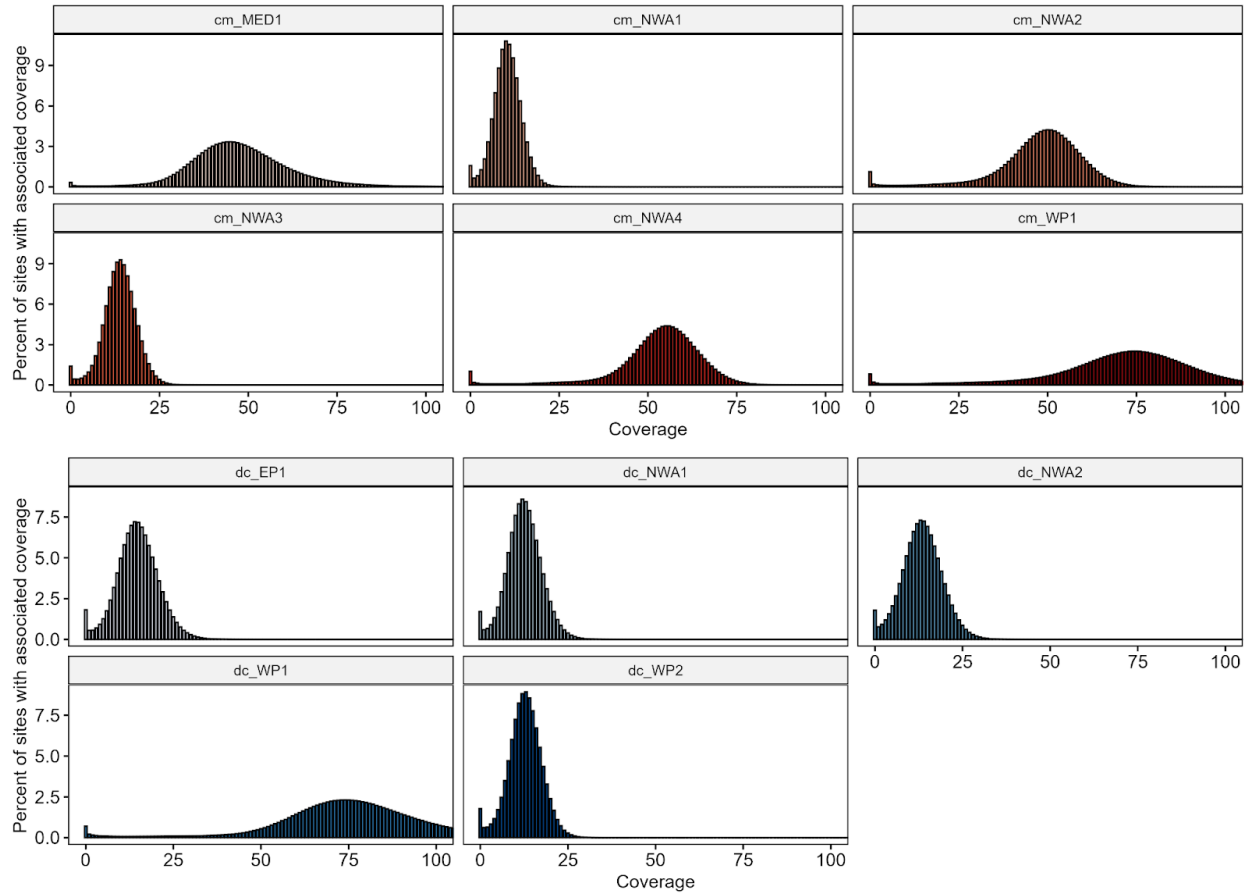 cm_MED1 cm_NWA1 cm_NWA2
9
6
3
0
cm_NWA3 cm_NWA4 cm_WP1
9
6
3
0
0 25 50 75 100 0 25 50 75 100 0 25 50 75 100
Coverage
Percent of sites with associated coverage
dc_EP1 dc_NWA1 dc_NWA2
7.5
5.0
2.5
0.0
0 25 50 75 100
dc_WP1 dc_WP2
7.5
5.0
2.5
0.0
0 25 50 75 100 0 25 50 75 100
Coverage
Percent of sites with associated coverage